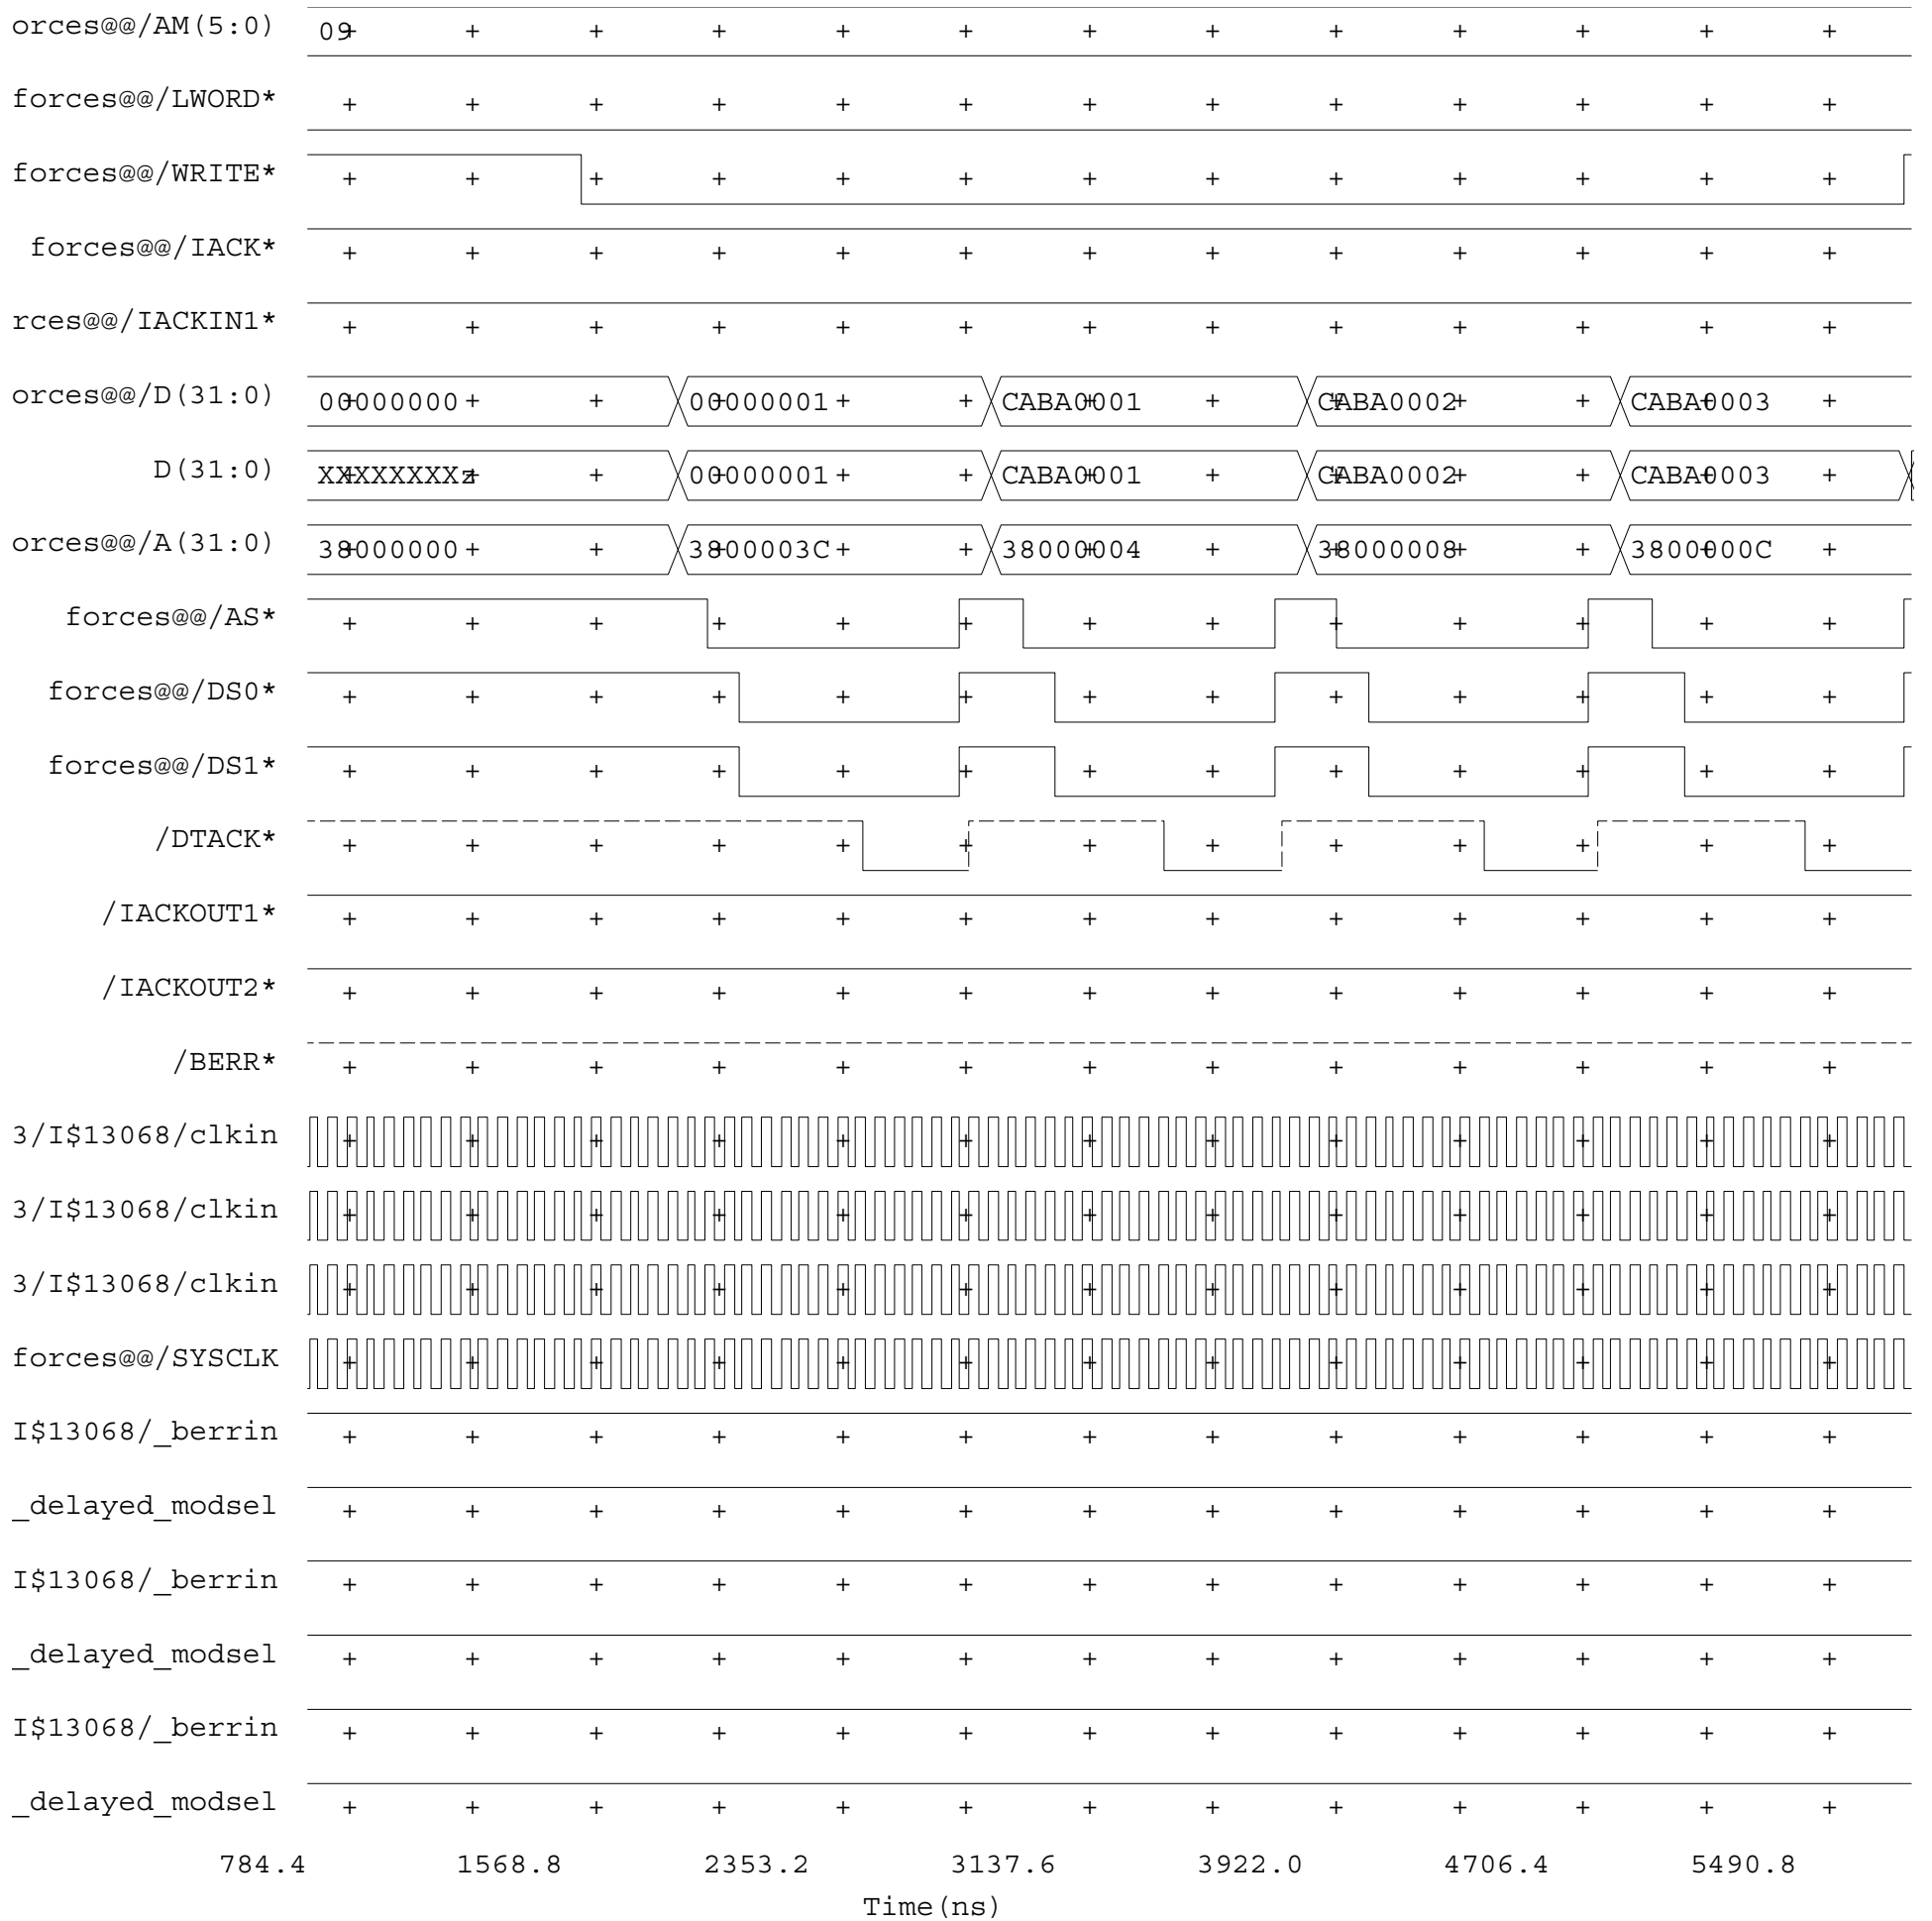 orces@@/AM(5:0) 09
forces@@/LWORD*
forces@@/WRITE*
forces@@/IACK*
rces@@/IACKIN1*
orces@@/D(31:0) 00000000 00000001 CABA0001 CABA0002 CABA0003
D(31:0) XXXXXXXXz 00000001 CABA0001 CABA0002 CABA0003
orces@@/A(31:0) 38000000 3800003C 38000004 38000008 3800000C
forces@@/AS*
forces@@/DS0*
forces@@/DS1*
/DTACK*
/IACKOUT1*
/IACKOUT2*
/BERR*
3/I$13068/clkin
3/I$13068/clkin
3/I$13068/clkin
forces@@/SYSCLK
I$13068/_berrin
_delayed_modsel
I$13068/_berrin
_delayed_modsel
I$13068/_berrin
_delayed_modsel
784.4 1568.8 2353.2 3137.6 3922.0 4706.4 5490.8
Time(ns)